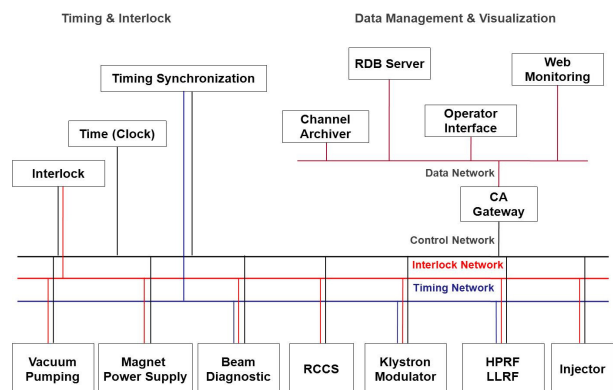 Timing & Interlock
Data Management & Visualization
RDB Server
Web
Monitoring
Timing Synchronization
Channel
Archiver
Operator
Interface
Time (Clock)
Interlock
Data Network
CA
Gateway
Control Network
Interlock Network
Timing Network
Vacuum
Pumping
Magnet
Power Supply
Beam
Diagnostic
RCCS
Klystron
Modulator
HPRF
LLRF
Injector